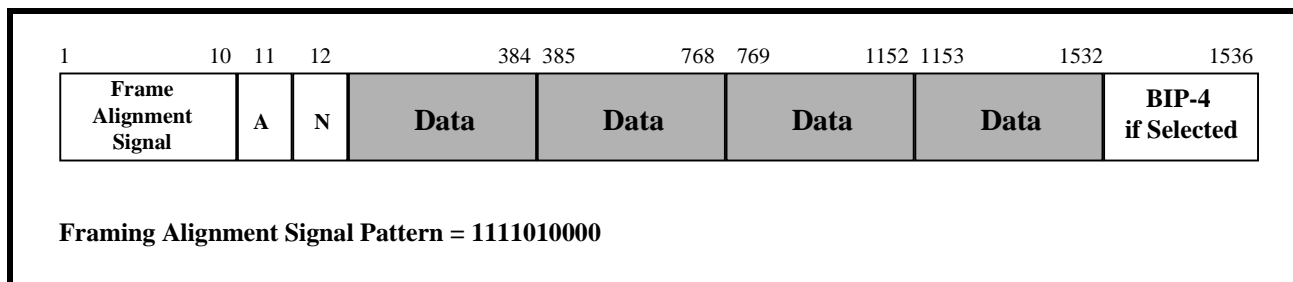 1 10 11 12 384 385 768 769 1152 1153 1532 1536
Frame
Alignment
Signal
A
N
Data
Data
Data
Data
BIP-4
if Selected
Framing Alignment Signal Pattern = 1111010000